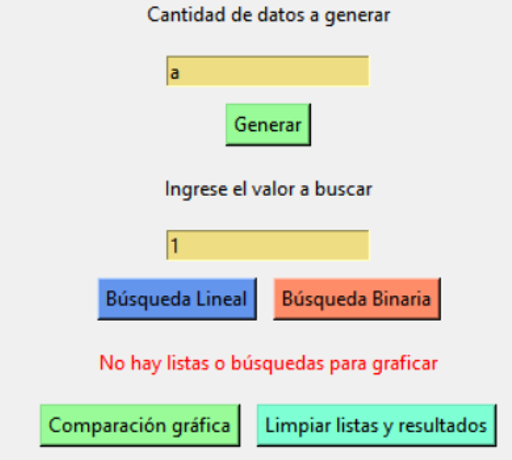 Cantidad de datos a generar
a
Generar
Ingrese el valor a buscar
1
Búsqueda Lineal Búsqueda Binaria
No hay listas o búsquedas para graficar
Comparación gráfica Limpiar listas y resultados